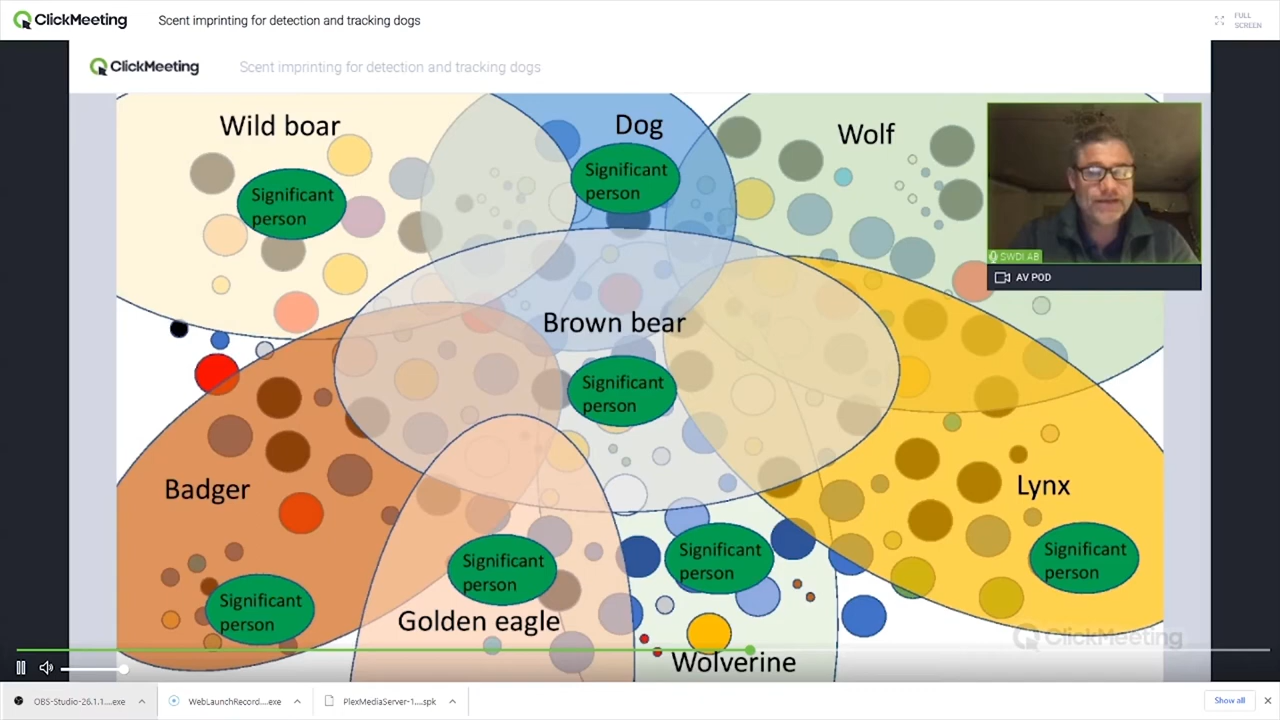 ClickMeeting
Scent imprinting for detection and tracking dogs
FULL
SCREEN
ClickMeeting
Scent imprinting for detection and tracking dogs
Wild boar
Dog
Wolf
Significant
person
Significant
person
SWDI AB
AV POD
Brown bear
Significant
person
Badger
Lynx
Significant
person
Significant
person
Significant
person
Significant
person
Golden eagle
Wolverine
ClickMeeting
OBS-Studio-26.1.1....exe
WebLaunchRecord....exe
PlexMediaServer-1....spk
Show all